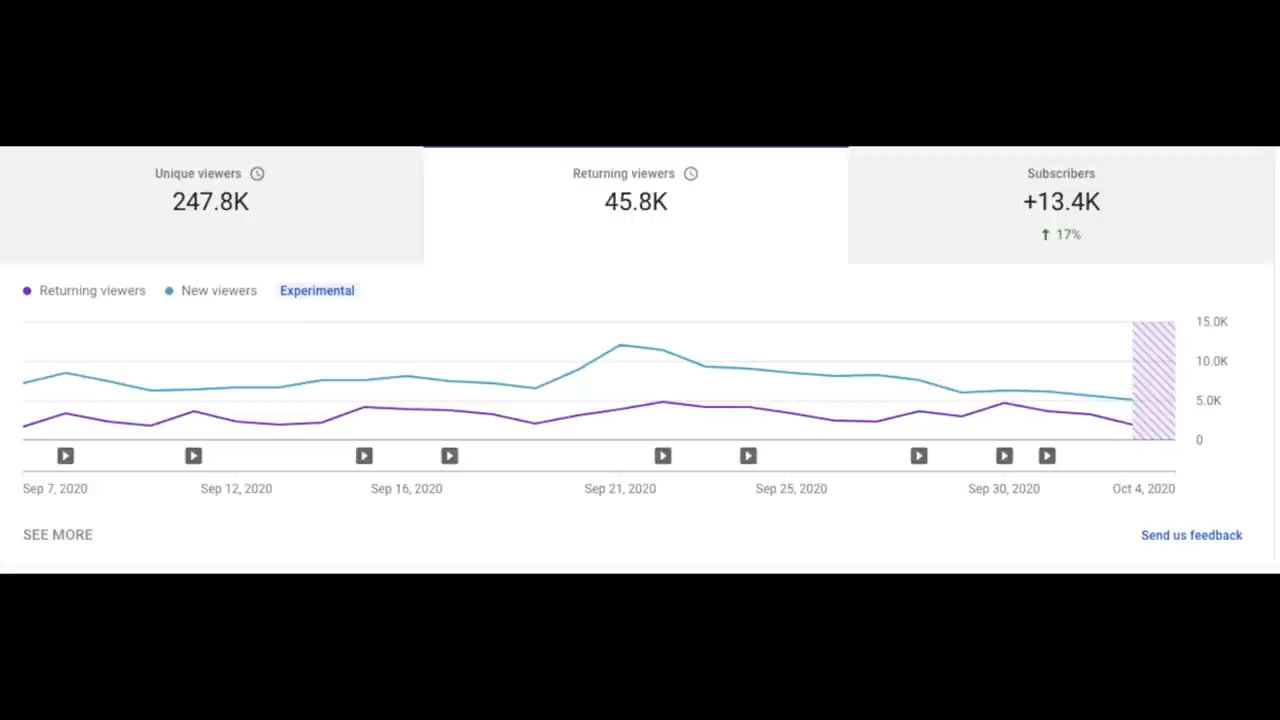 Unique viewers
247.8K
Returning viewers
45.8K
Subscribers
+13.4K
17%
Returning viewers
New viewers
Experimental
15.0K
10.0K
5.0K
0
Sep 7, 2020
Sep 12, 2020
Sep 16, 2020
Sep 21, 2020
Sep 25, 2020
Sep 30, 2020
Oct 4, 2020
SEE MORE
Send us feedback